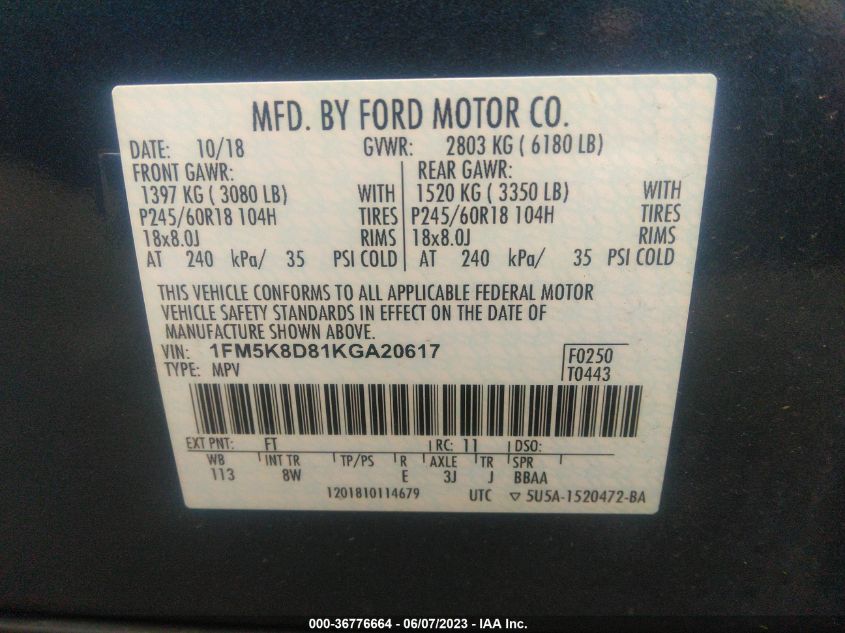 MFD. BY FORD MOTOR CO.
DATE: 10/18 GVWR: 2803 KG ( 6180 LB)
FRONT GAWR: REAR GAWR:
1397 KG ( 3080 LB) WITH 1520 KG ( 3350 LB) WITH
P245/60R18 104H TIRES P245/60R18 104H TIRES
18x8.0J RIMS 18x8.0J RIMS
AT 240 kPa/ 35 PSI COLD AT 240 kPa/ 35 PSI COLD
THIS VEHICLE CONFORMS TO ALL APPLICABLE FEDERAL MOTOR
VEHICLE SAFETY STANDARDS IN EFFECT ON THE DATE OF
MANUFACTURE SHOWN ABOVE.
VIN: 1FM5K8D81KGA20617 F0250
TYPE: MPV T0443
EXT PNT: FT RC: 11 DSO:
WB INT TR TP/PS R AXLE TR SPR
113 8W E 3J J BBAA
1201810114679 UTC ▽ 5U5A-1520472-BA
000-36776664 - 06/07/2023 - IAA Inc.